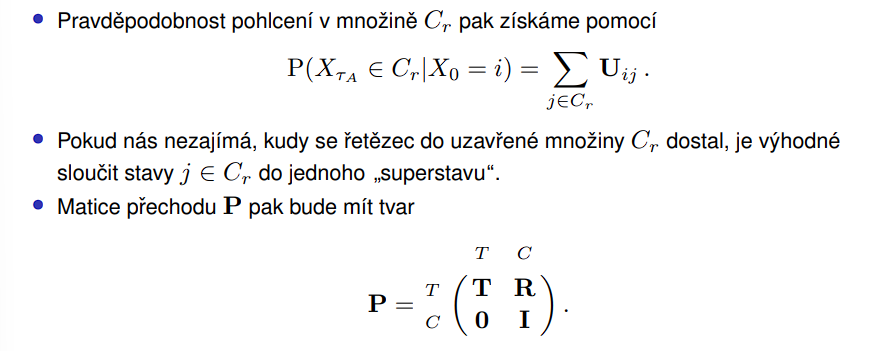 • Pravděpodobnost pohlcení v množině C_r pak získáme pomocí
P(X_{τ_A} ∈ C_r|X_0 = i) = ∑_{j∈C_r} U_{ij} .
• Pokud nás nezajímá, kudy se řetězec do uzavřené množiny C_r dostal, je výhodné
sloučit stavy j ∈ C_r do jednoho „superstavu“.
• Matice přechodu P pak bude mít tvar
T C
P = T ( T R
C 0 I ) .